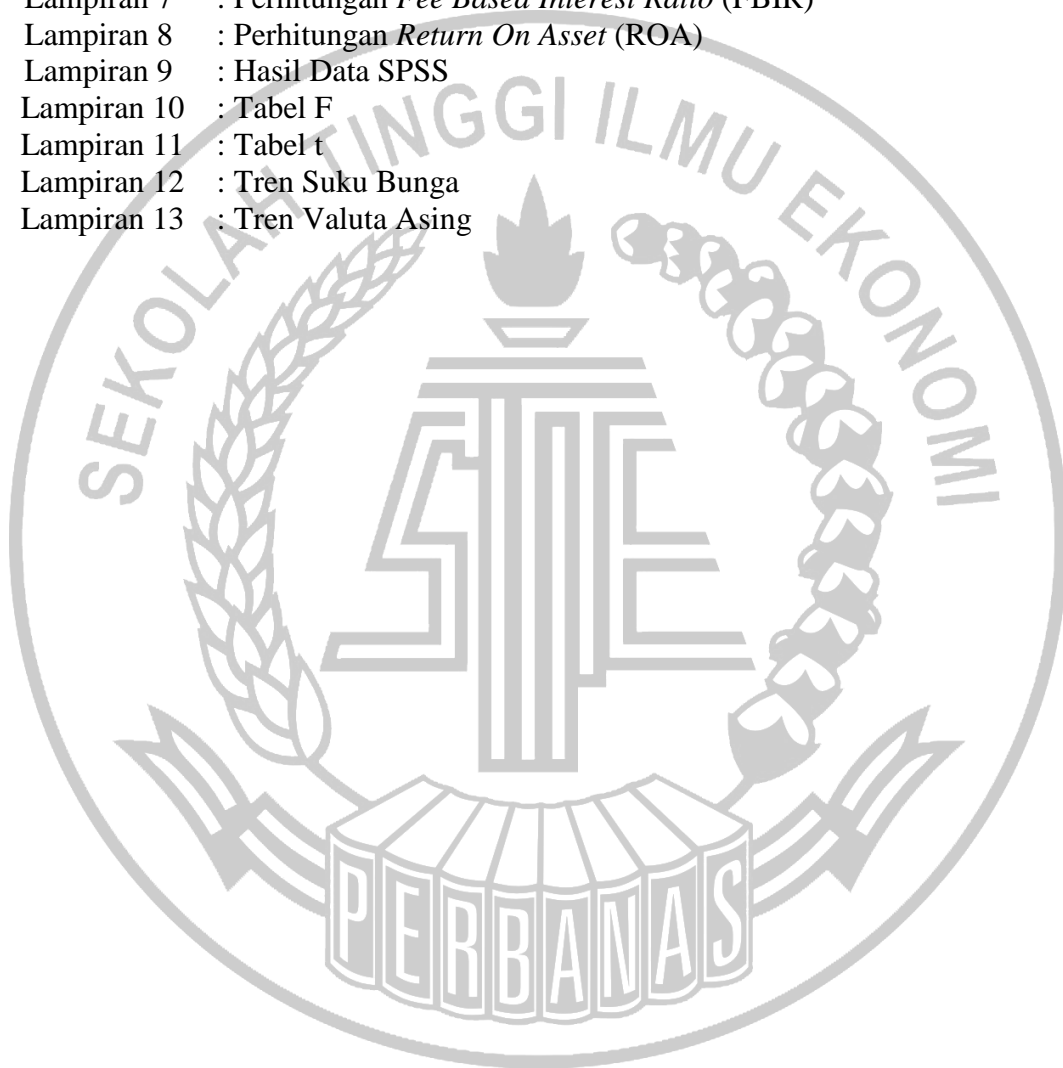 Lampiran 7 : Perhitungan Fee Based Interest Ratio (FBIR)
Lampiran 8 : Perhitungan Return On Asset (ROA)
Lampiran 9 : Hasil Data SPSS
Lampiran 10 : Tabel F
Lampiran 11 : Tabel t
Lampiran 12 : Tren Suku Bunga
Lampiran 13 : Tren Valuta Asing
SEKOLAH TINGGI ILMU EKONOMI
STIE
PERBANAS